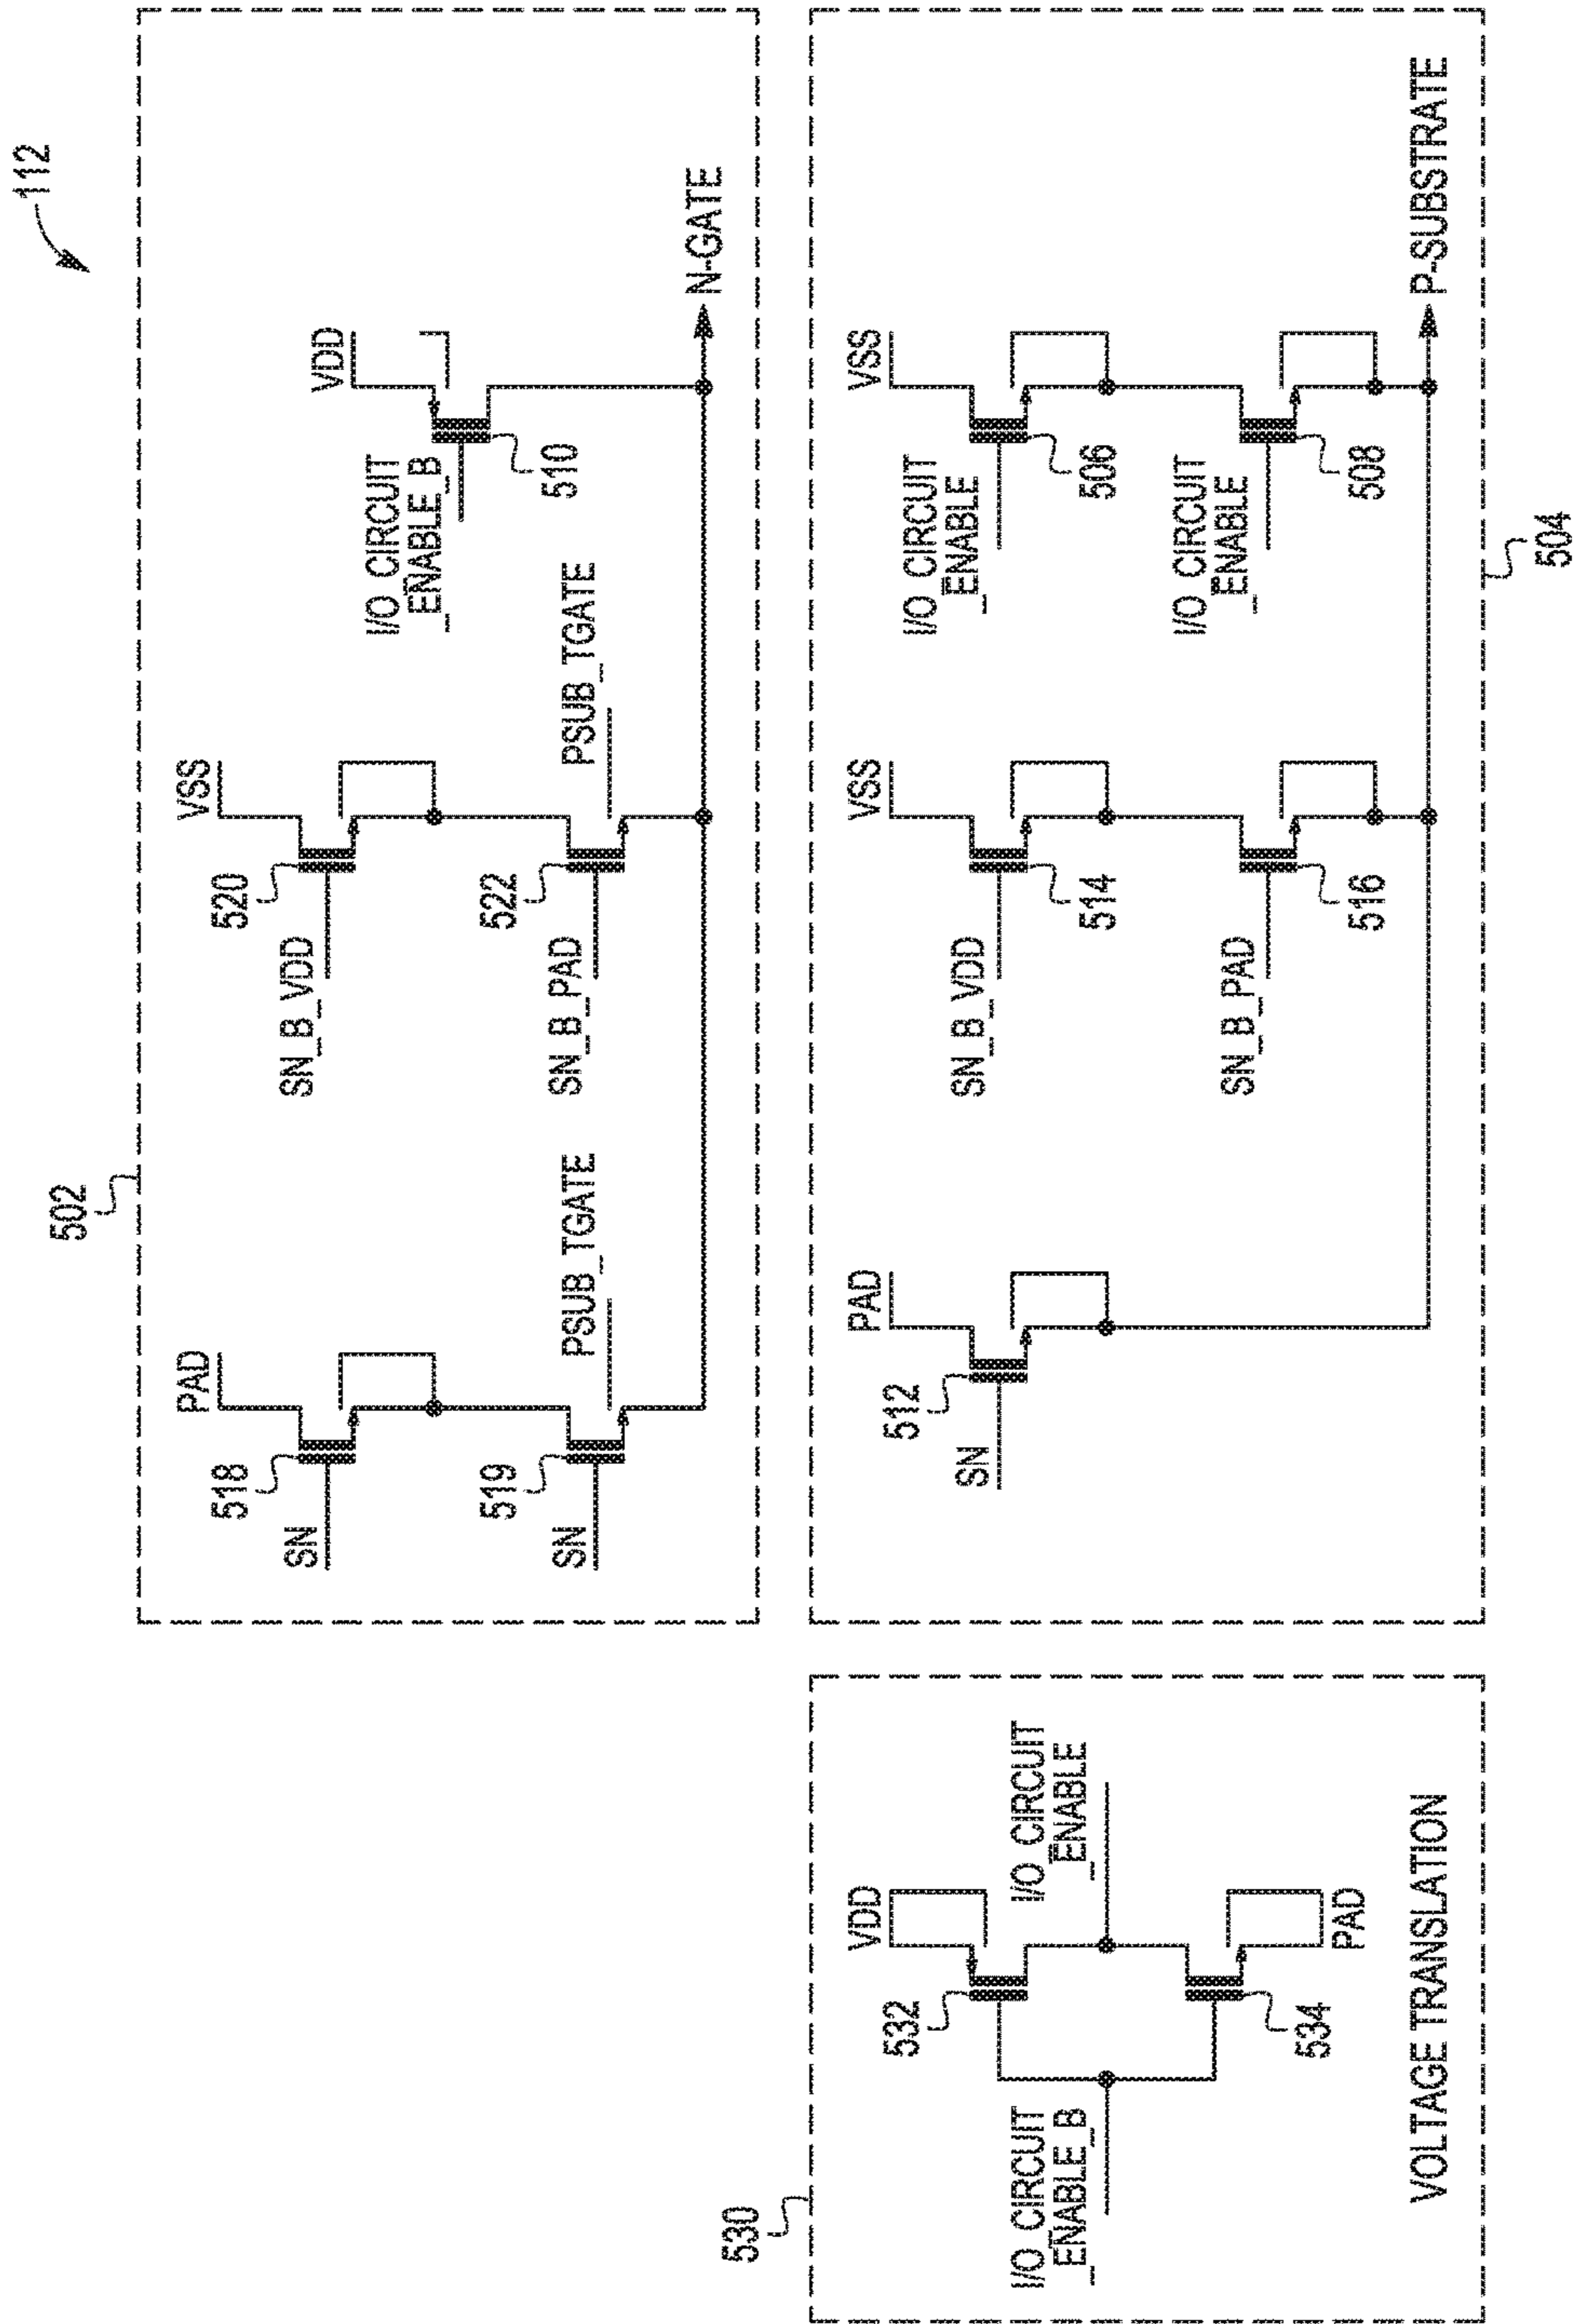 112
502
PAD
518
SN
519
SN
PSUB_TGATE
VSS
520
SN_B_VDD
522
SN_B_PAD
PSUB_TGATE
VDD
I/O CIRCUIT
_ENABLE_B
510
N-GATE
530
VDD
532
I/O CIRCUIT
_ENABLE_B
I/O CIRCUIT
_ENABLE
534
PAD
VOLTAGE TRANSLATION
PAD
512
SN
VSS
SN_B_VDD
514
SN_B_PAD
516
VSS
I/O CIRCUIT
_ENABLE
506
I/O CIRCUIT
_ENABLE
508
P-SUBSTRATE
504